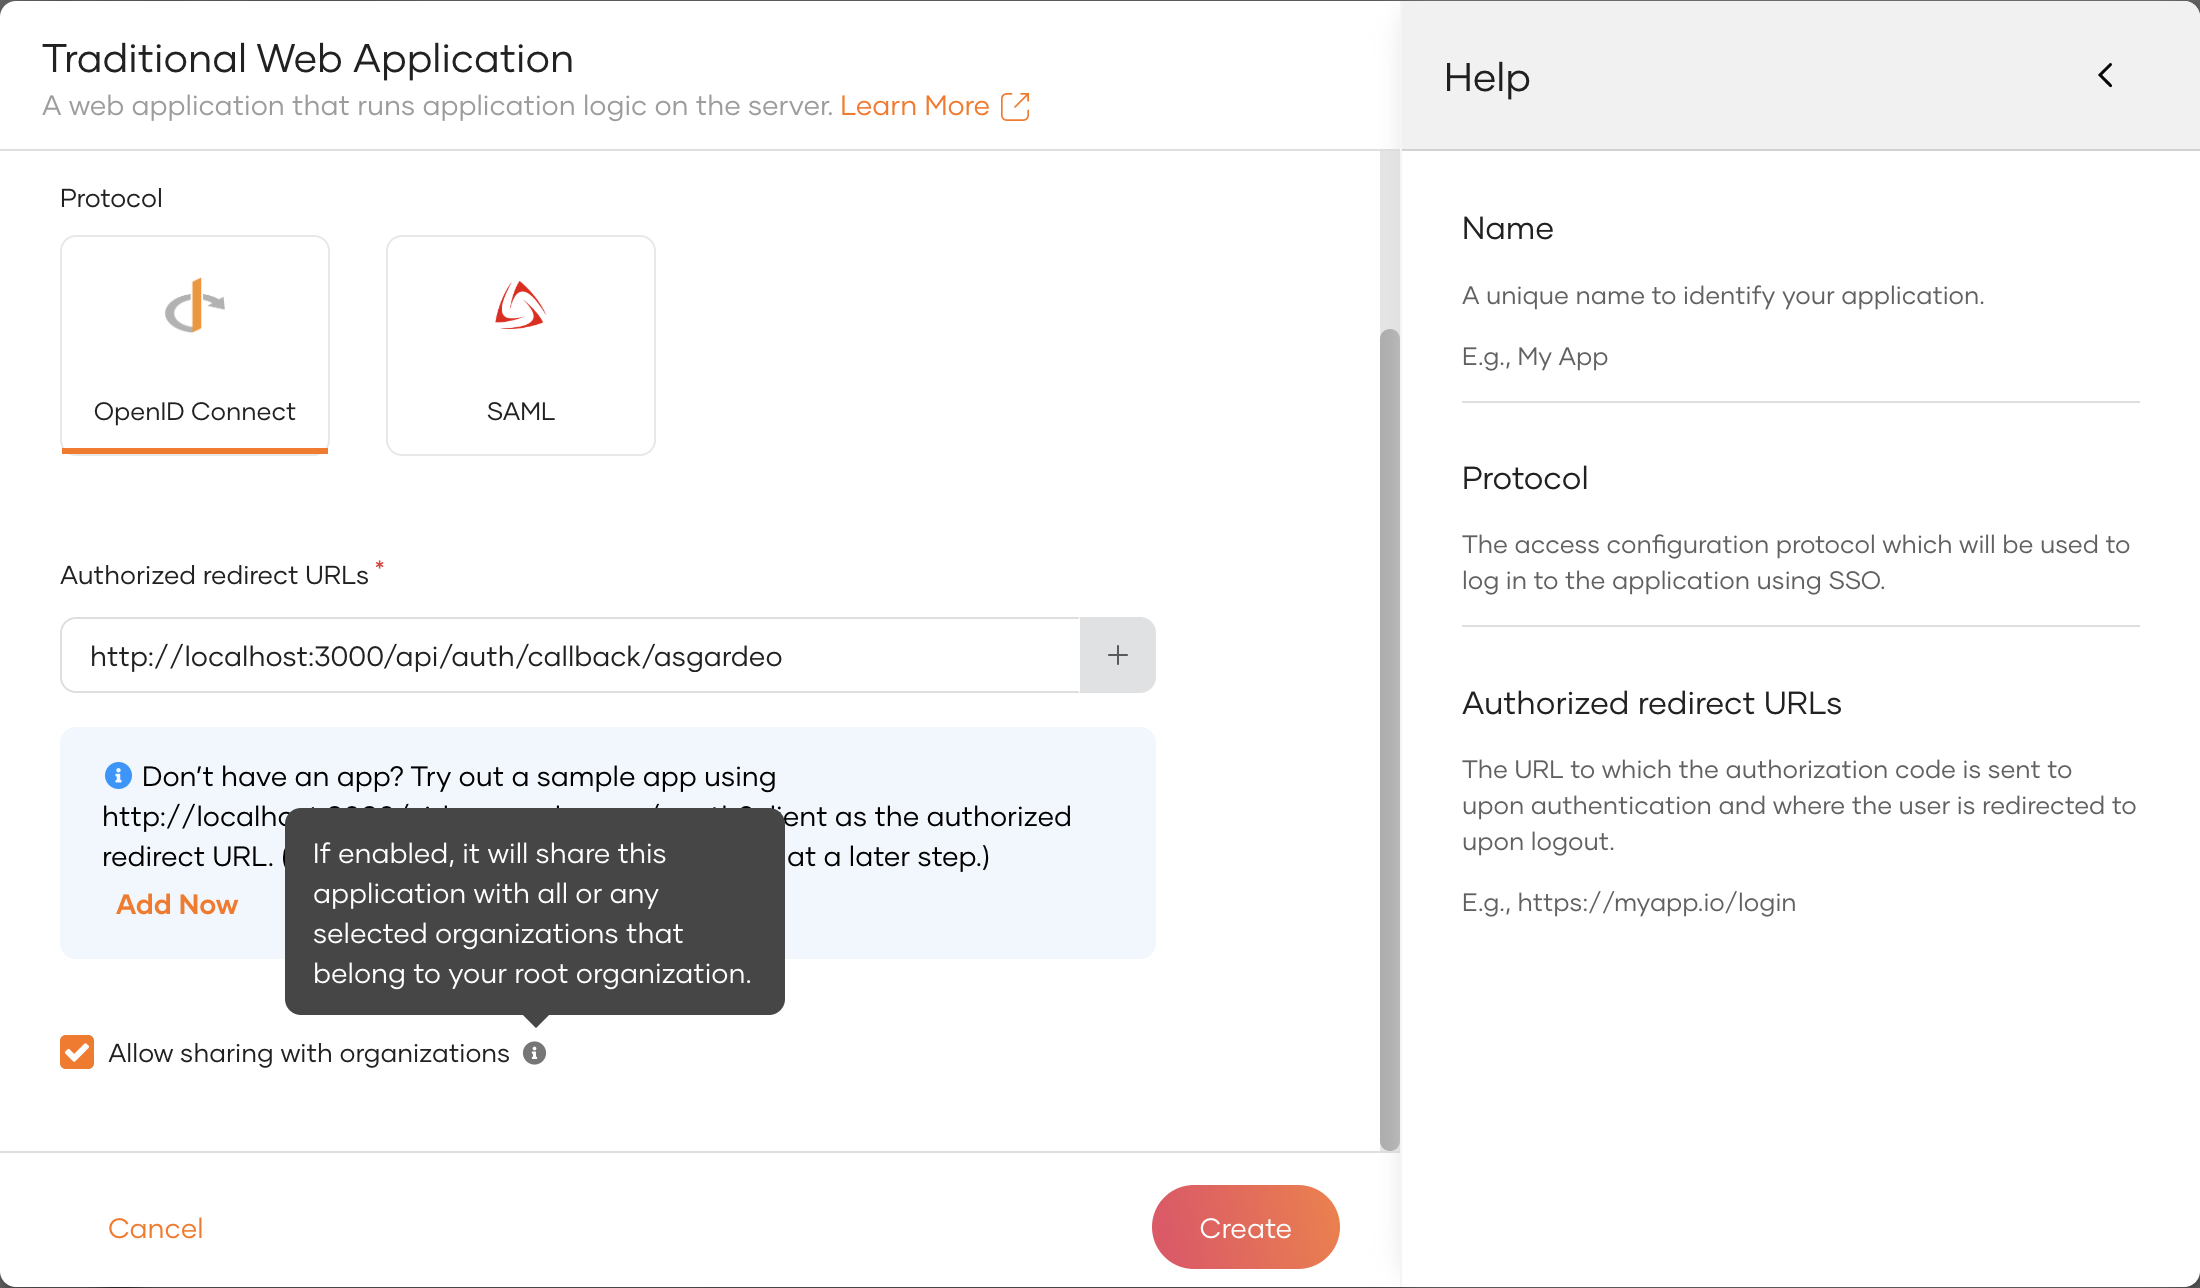 Traditional Web Application
A web application that runs application logic on the server. Learn More
Protocol
OpenID Connect
SAML
Authorized redirect URLs *
http://localhost:3000/api/auth/callback/asgardeo
+
Don't have an app? Try out a sample app using
http://localho ient as the authorized
redirect URL. ( at a later step.)
Add Now
If enabled, it will share this
application with all or any
selected organizations that
belong to your root organization.
Allow sharing with organizations
Cancel
Create
Help
Name
A unique name to identify your application.
E.g., My App
Protocol
The access configuration protocol which will be used to
log in to the application using SSO.
Authorized redirect URLs
The URL to which the authorization code is sent to
upon authentication and where the user is redirected to
upon logout.
E.g., https://myapp.io/login